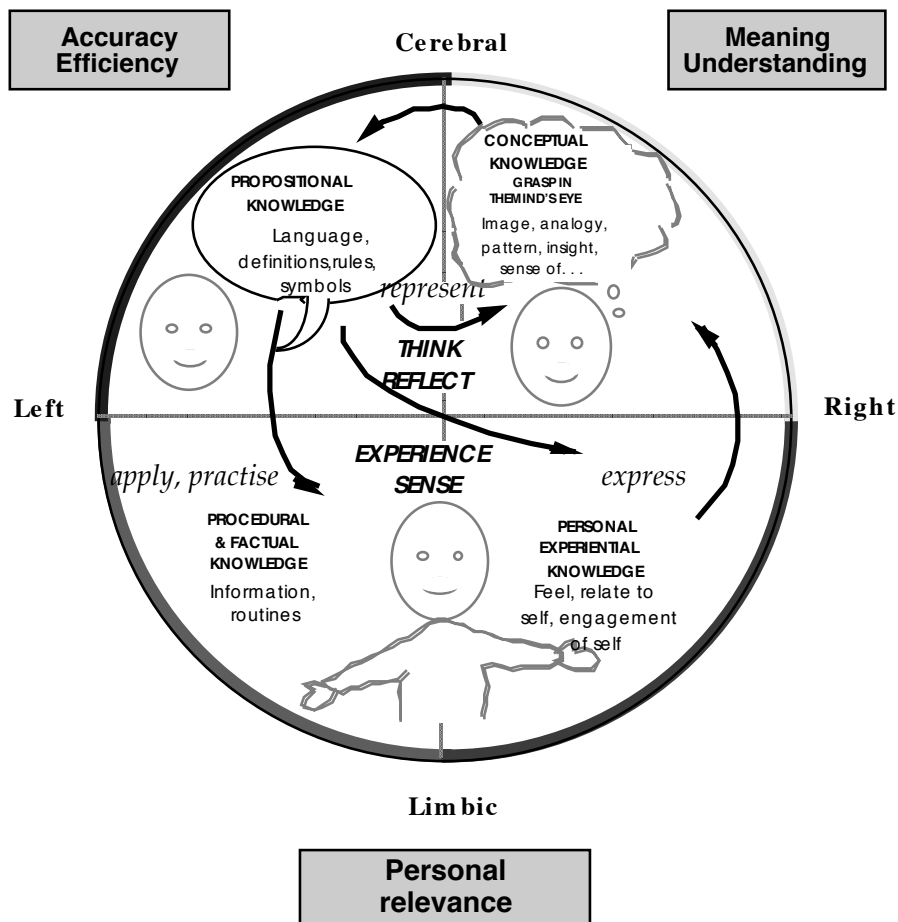 Accuracy
Efficiency
Cerebral
Meaning
Understanding
PROPOSITIONAL
KNOWLEDGE
Language,
definitions,rules,
symbols
CONCEPTUAL
KNOWLEDGE
GRASP IN
THEMIND'S EYE
Image, analogy,
pattern, insight,
sense of. . .
represent
THINK
REFLECT
Left
Right
EXPERIENCE
SENSE
apply, practise
express
PROCEDURAL
& FACTUAL
KNOWLEDGE
Information,
routines
PERSONAL
EXPERIENTIAL
KNOWLEDGE
Feel, relate to
self, engagement
of self
Limbic
Personal
relevance